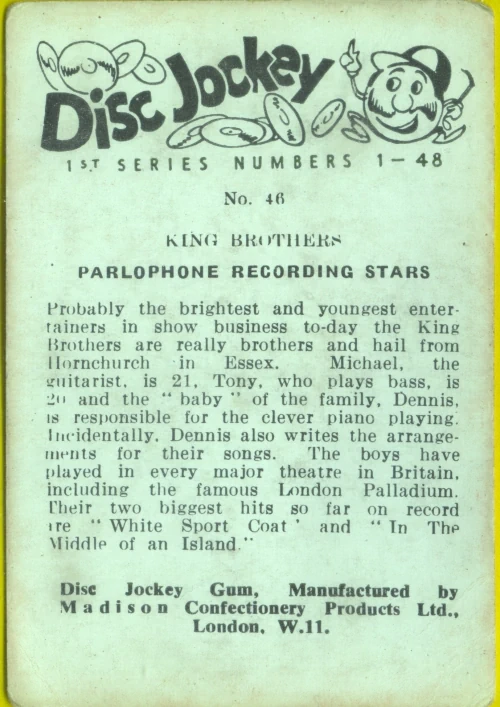 Disc Jockey
1ST SERIES NUMBERS 1-48
No. 46
KING BROTHERS
PARLOPHONE RECORDING STARS
Probably the brightest and youngest enter-
tainers in show business to-day the King
Brothers are really brothers and hail from
Hornchurch in Essex. Michael, the
guitarist, is 21, Tony, who plays bass, is
20 and the "baby" of the family, Dennis,
is responsible for the clever piano playing.
Incidentally, Dennis also writes the arrange-
ments for their songs. The boys have
played in every major theatre in Britain,
including the famous London Palladium.
Their two biggest hits so far on record
are "White Sport Coat' and "In The
Middle of an Island."
Disc Jockey Gum, Manufactured by
Madison Confectionery Products Ltd.,
London, W.11.